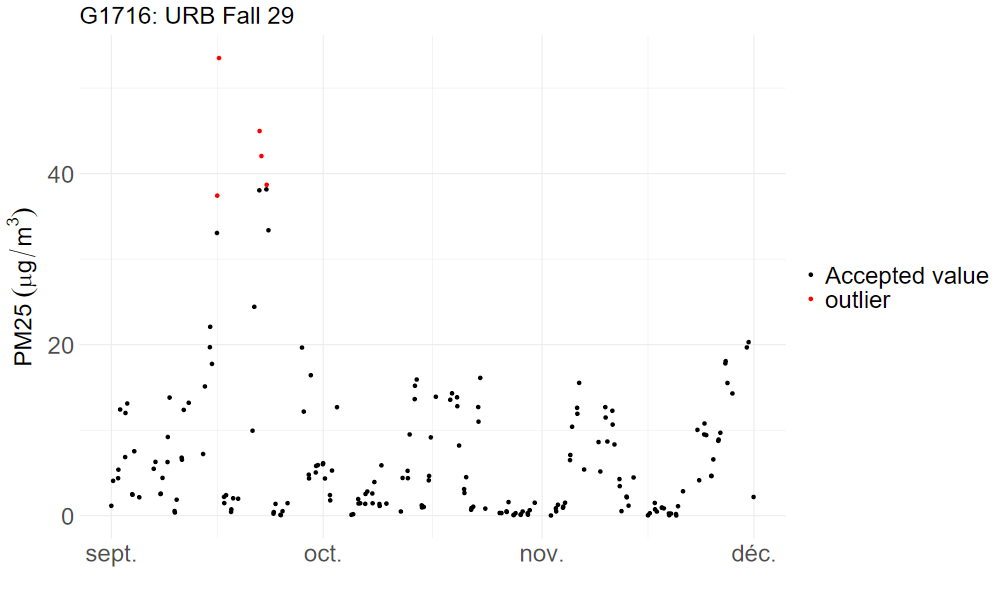 G1716: URB Fall 29
PM25 (μg/m³)
40
20
0
sept.
oct.
nov.
déc.
Accepted value
outlier